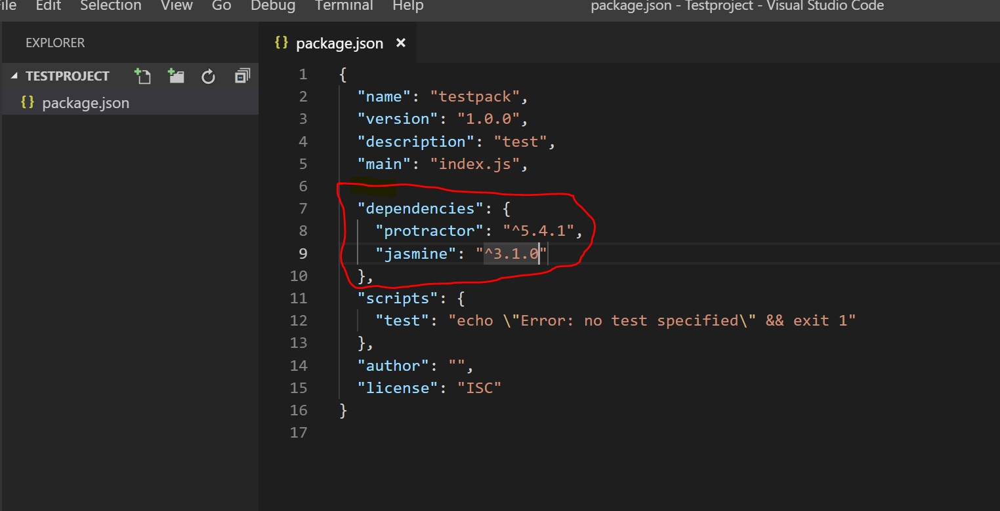 File Edit Selection View Go Debug Terminal Help package.json - Testproject - Visual Studio Code
EXPLORER
TESTPROJECT
{} package.json
{} package.json ×
1 {
2   "name": "testpack",
3   "version": "1.0.0",
4   "description": "test",
5   "main": "index.js",
6
7   "dependencies": {
8     "protractor": "^5.4.1",
9     "jasmine": "^3.1.0"
10   },
11   "scripts": {
12     "test": "echo \"Error: no test specified\" && exit 1"
13   },
14   "author": "",
15   "license": "ISC"
16 }
17